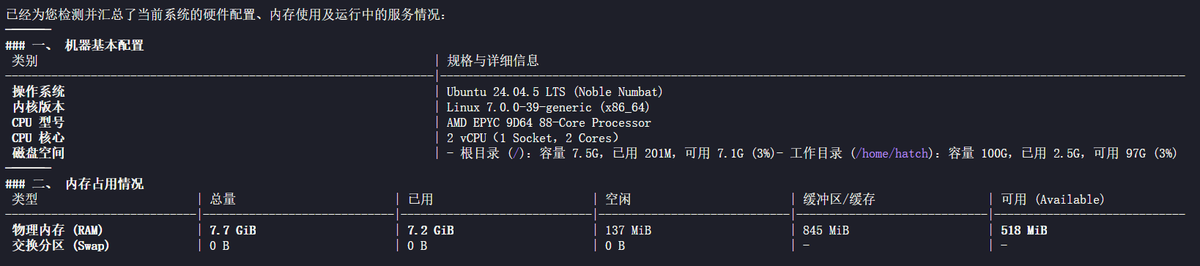 已经为您检测并汇总了当前系统的硬件配置、内存使用及运行中的服务情况：
### 一、 机器基本配置
类别 | 规格与详细信息
操作系统 | Ubuntu 24.04.5 LTS (Noble Numbat)
内核版本 | Linux 7.0.0-39-generic (x86_64)
CPU 型号 | AMD EPYC 9D64 88-Core Processor
CPU 核心 | 2 vCPU（1 Socket, 2 Cores）
磁盘空间 | - 根目录 (/)：容量 7.5G, 已用 201M, 可用 7.1G (3%)- 工作目录 (/home/hatch)：容量 100G, 已用 2.5G, 可用 97G (3%)
### 二、 内存占用情况
类型 | 总量 | 已用 | 空闲 | 缓冲区/缓存 | 可用 (Available)
物理内存 (RAM) | 7.7 GiB | 7.2 GiB | 137 MiB | 845 MiB | 518 MiB
交换分区 (Swap) | 0 B | 0 B | 0 B | - | -